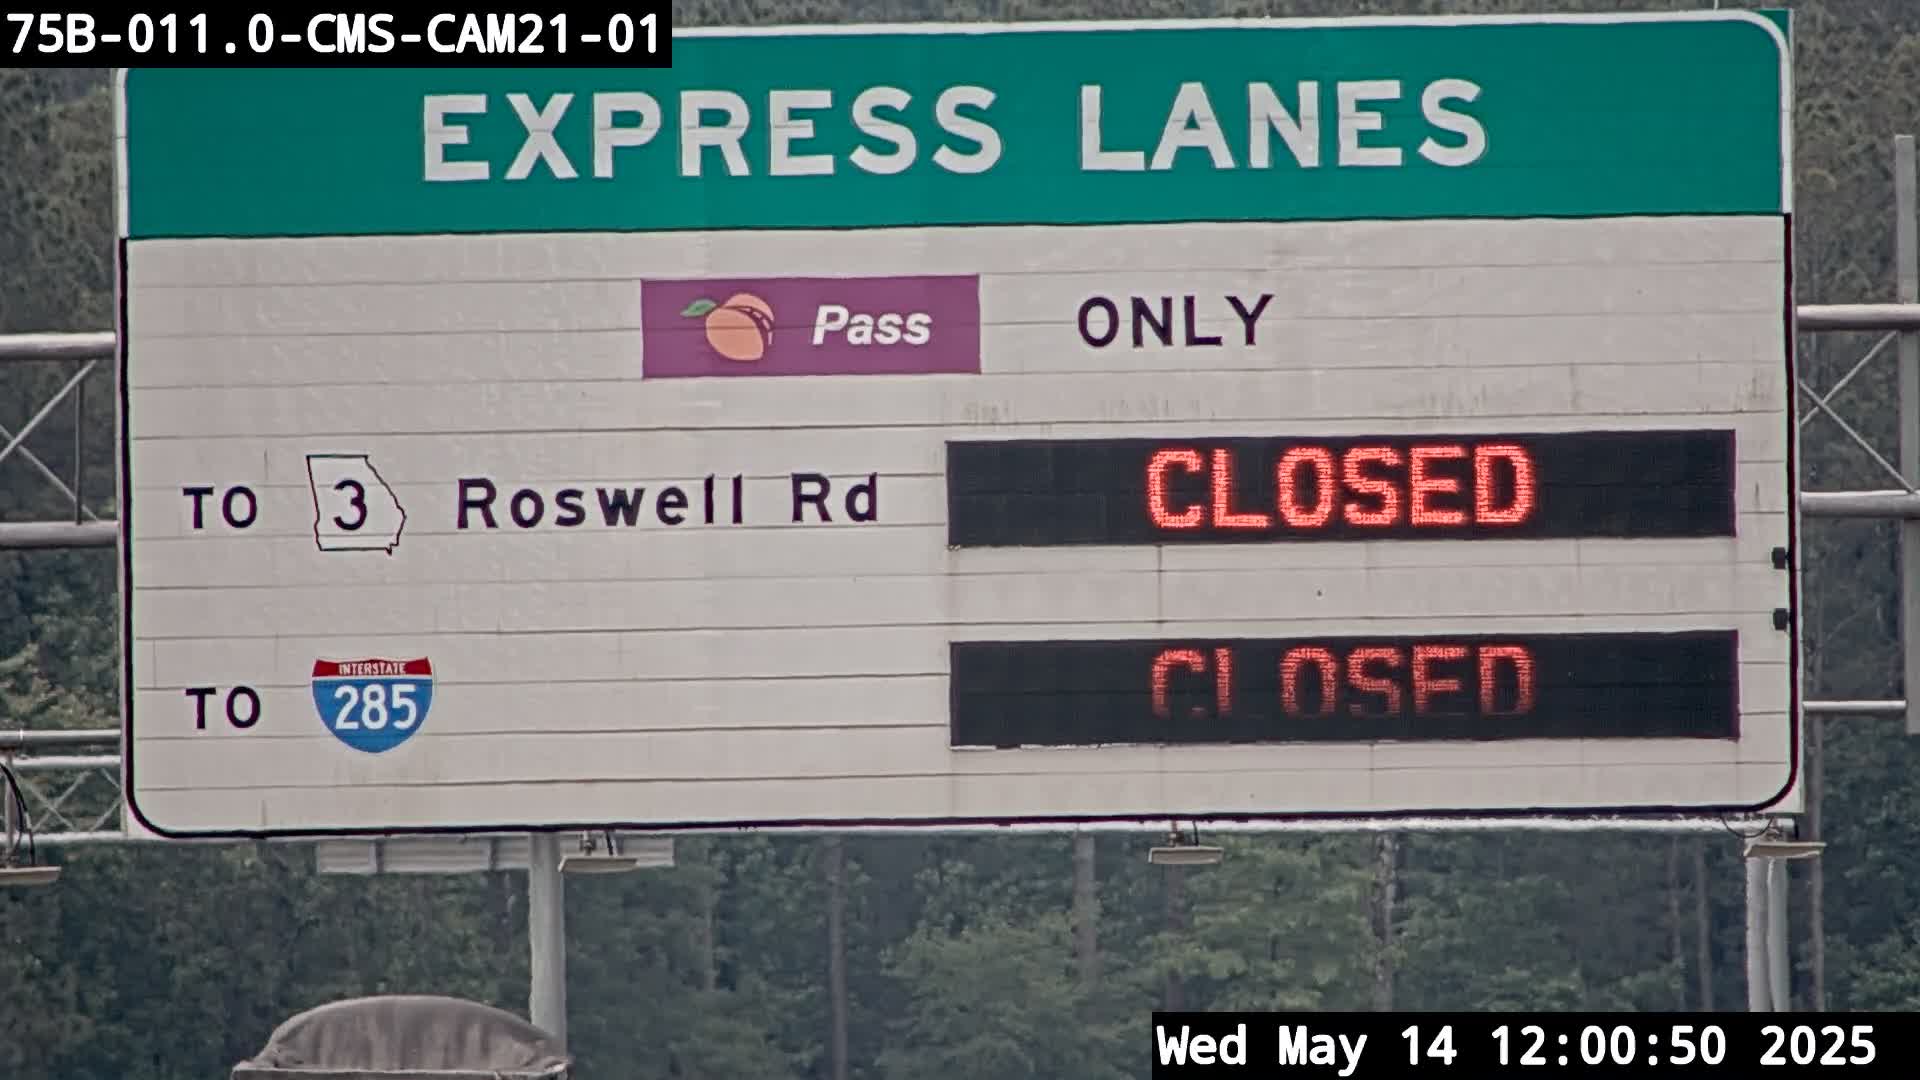 75B-011.0-CMS-CAM21-01
EXPRESS LANES
Pass ONLY
TO 3 Roswell Rd CLOSED
TO INTERSTATE 285 CLOSED
Wed May 14 12:00:50 2025